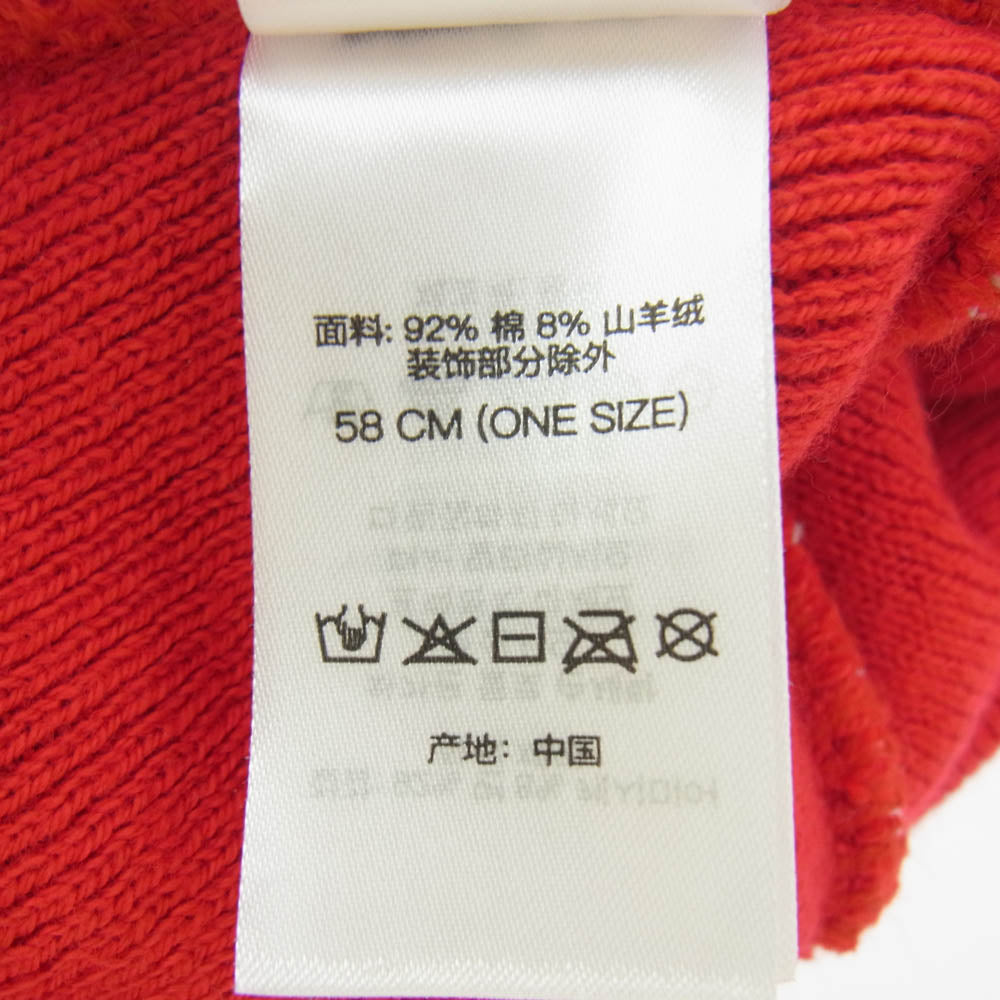 面料: 92% 棉 8% 山羊绒
装饰部分除外
58 CM (ONE SIZE)
产地: 中国